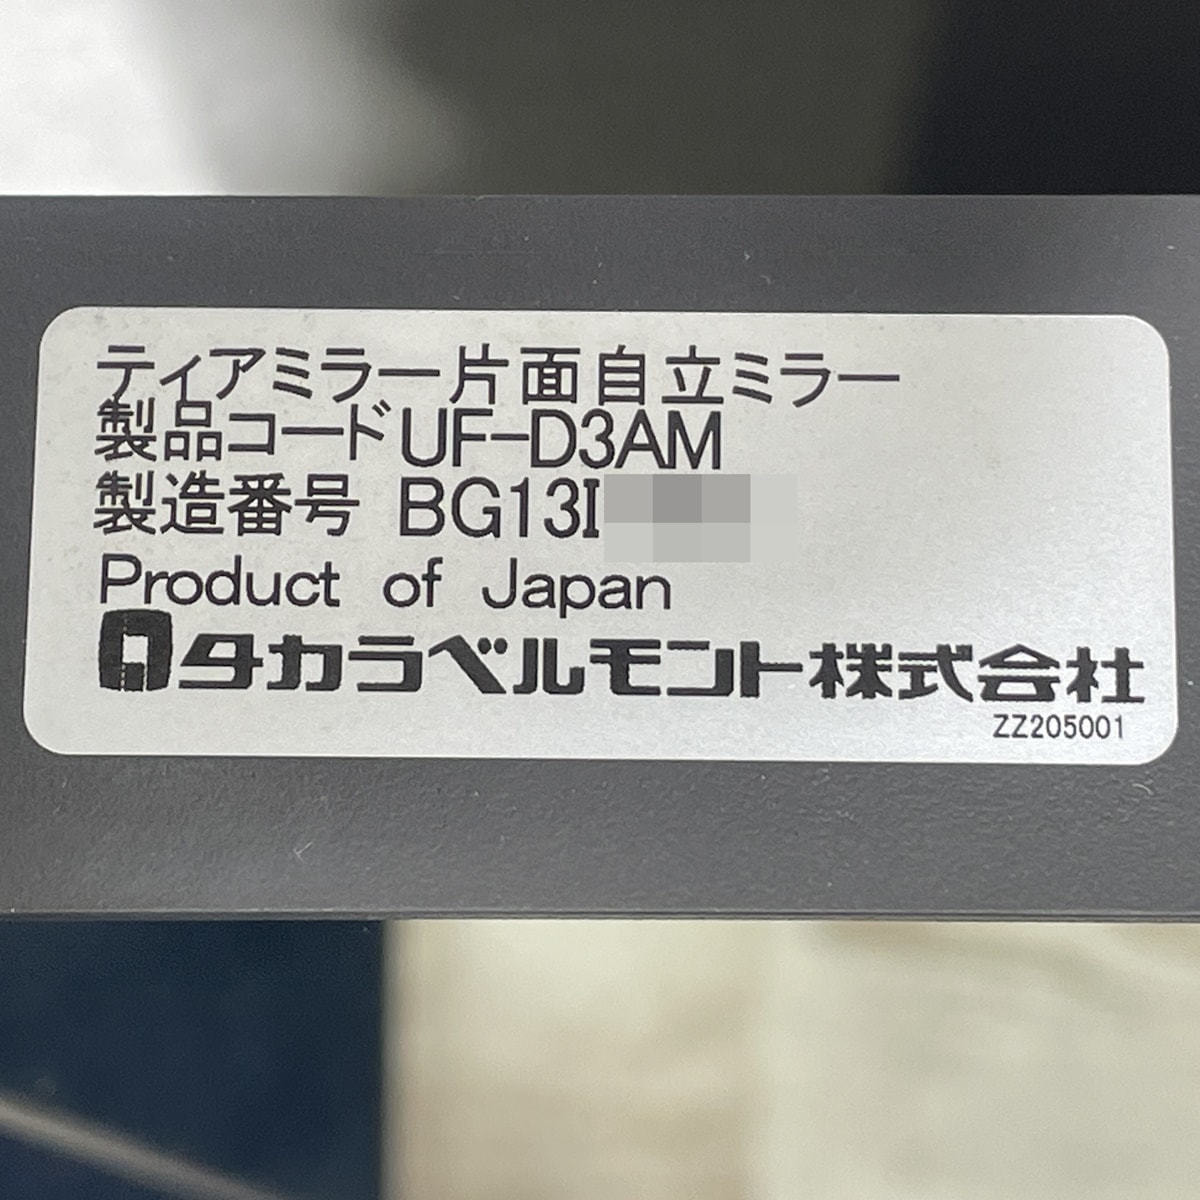 ティアミラー片面自立ミラー
製品コードUF-D3AM
製造番号 BG13I
Product of Japan
タカラベルモント株式会社
ZZ205001